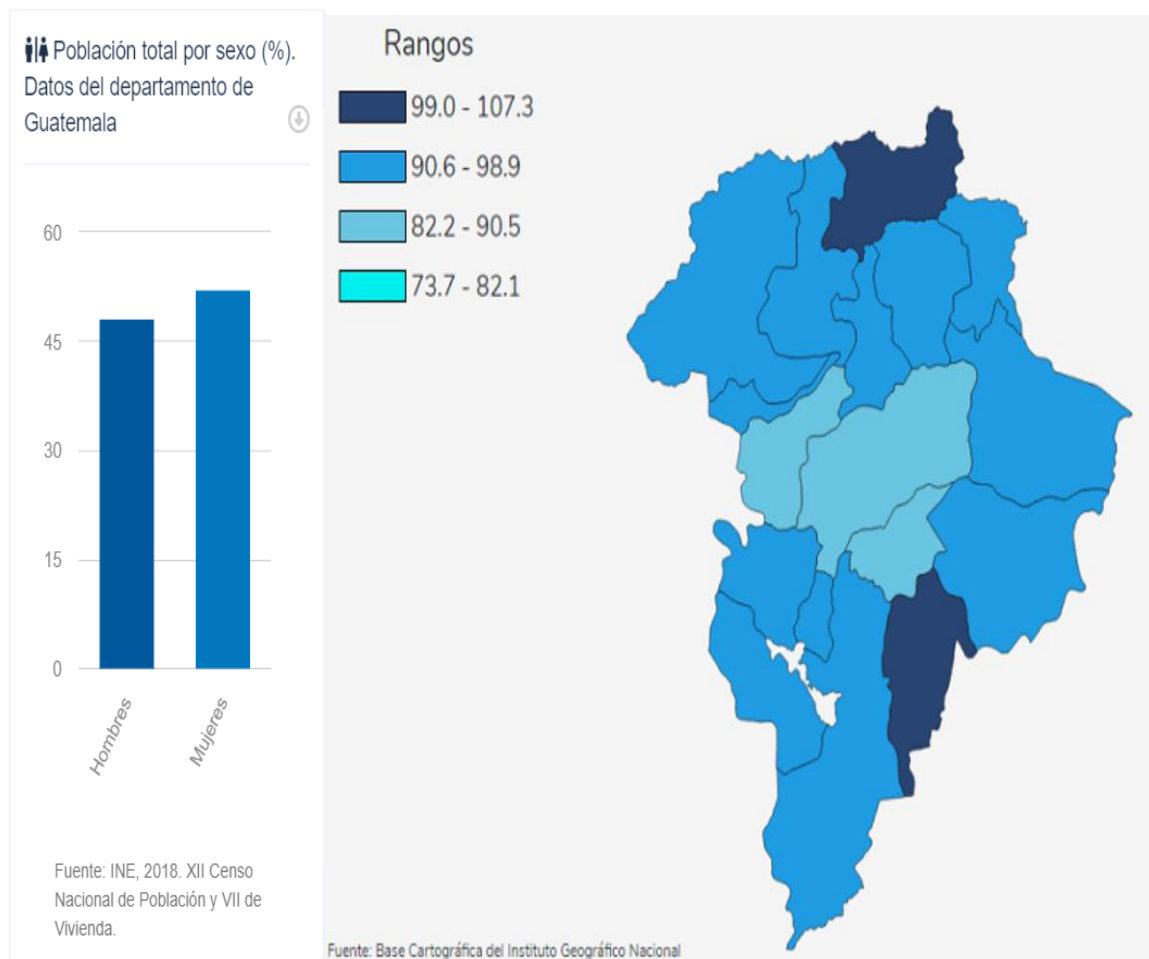 Población total por sexo (%).
Datos del departamento de
Guatemala
60
45
30
15
0
Hombres
Mujeres
Fuente: INE, 2018. XII Censo
Nacional de Población y VII de
Vivienda.
Rangos
99.0 - 107.3
90.6 - 98.9
82.2 - 90.5
73.7 - 82.1
Fuente: Base Cartográfica del Instituto Geográfico Nacional